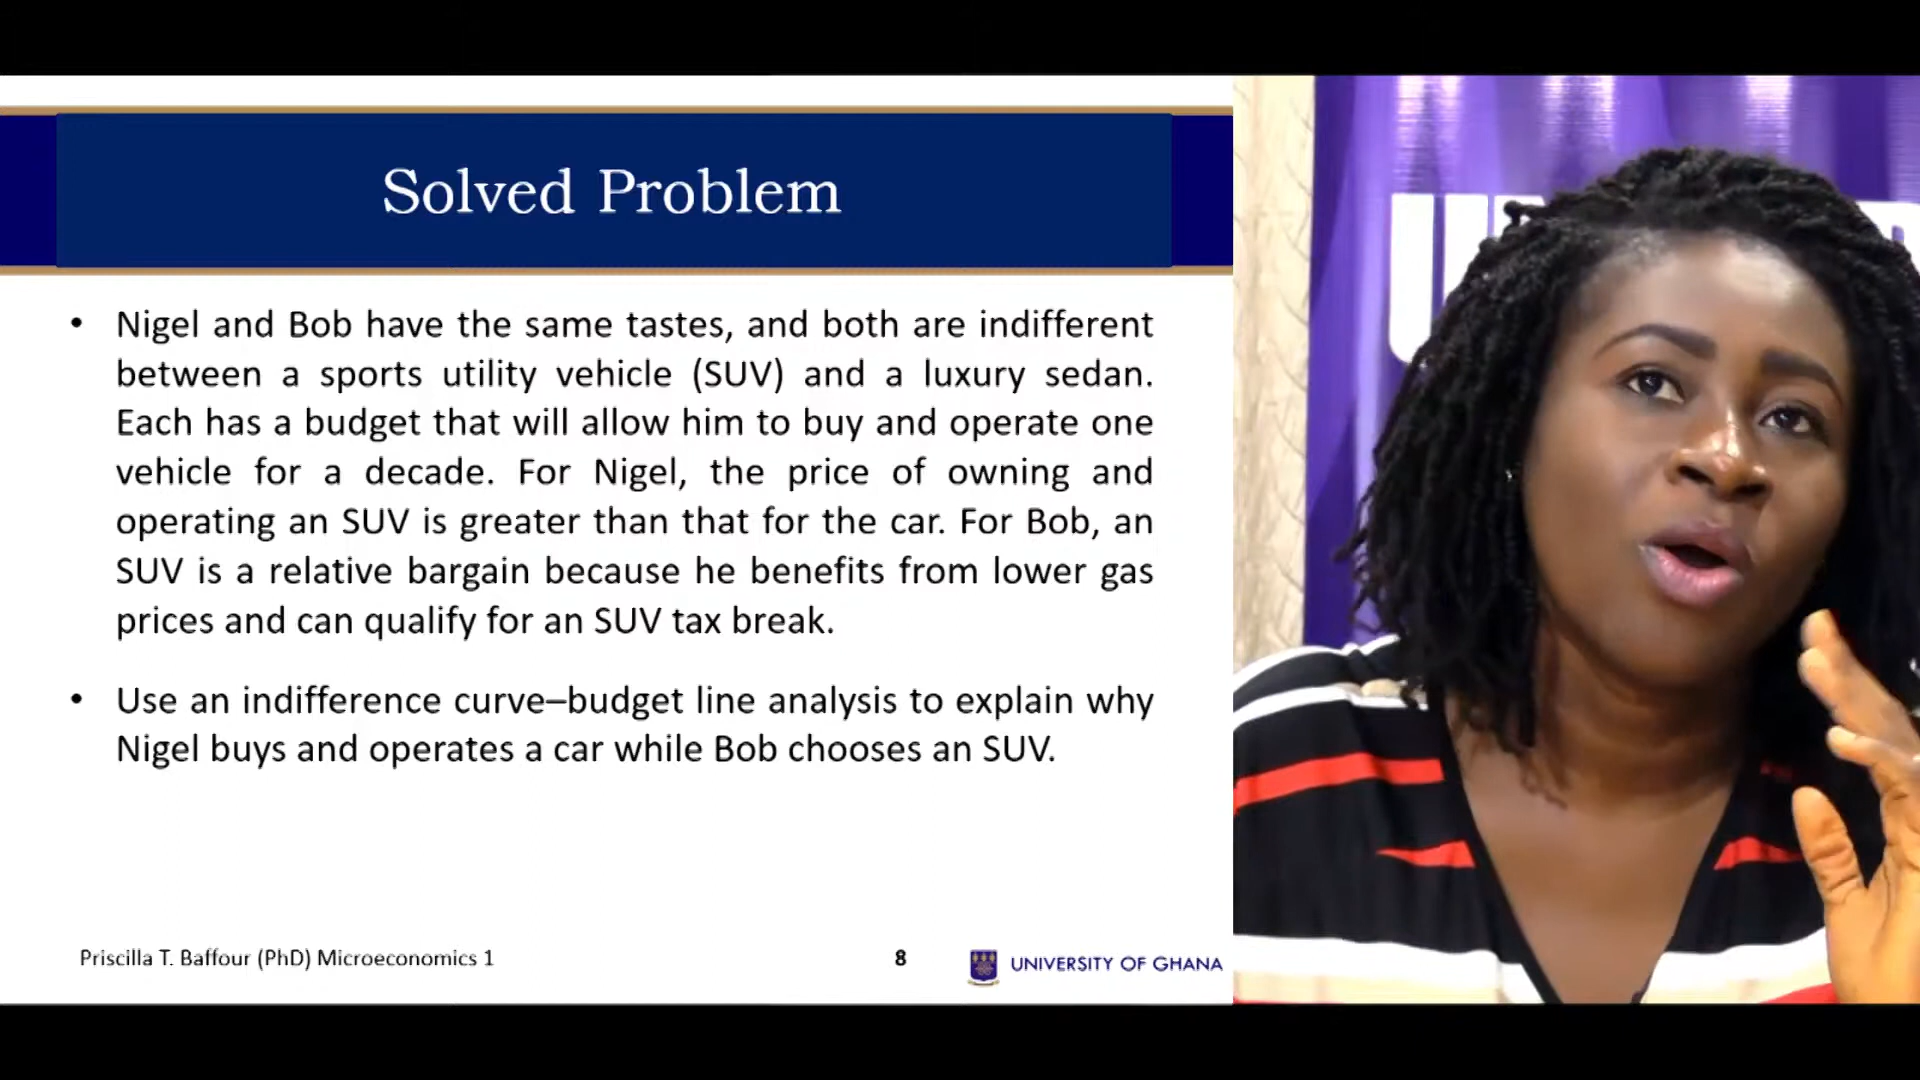 Solved Problem
• Nigel and Bob have the same tastes, and both are indifferent
between a sports utility vehicle (SUV) and a luxury sedan.
Each has a budget that will allow him to buy and operate one
vehicle for a decade. For Nigel, the price of owning and
operating an SUV is greater than that for the car. For Bob, an
SUV is a relative bargain because he benefits from lower gas
prices and can qualify for an SUV tax break.
• Use an indifference curve–budget line analysis to explain why
Nigel buys and operates a car while Bob chooses an SUV.
Priscilla T. Baffour (PhD) Microeconomics 1
8
UNIVERSITY OF GHANA